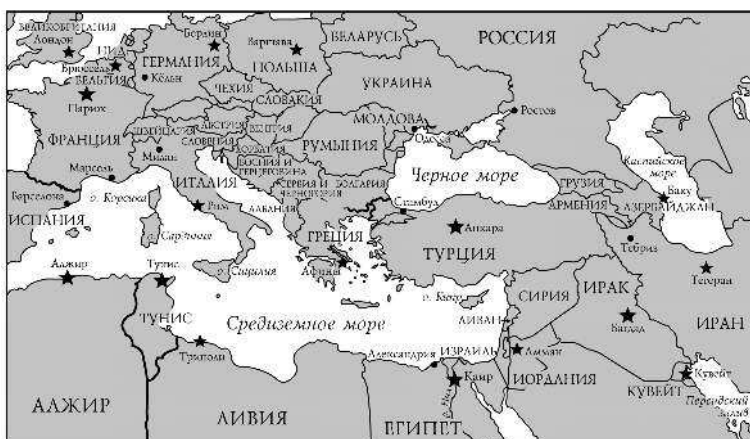 ВЕЛИКОБРИТАНИЯ
Лондон
НИД.
Брюссель
БЕЛЬГИЯ
Париж
ФРАНЦИЯ
Марсель
Барселона
ИСПАНИЯ
Берлин
ГЕРМАНИЯ
Кёльн
Варшава
ПОЛЬША
БЕЛАРУСЬ
РОССИЯ
УКРАИНА
ЧЕХИЯ
СЛОВАКИЯ
АВСТРИЯ
ВЕНГРИЯ
ШВЕЙЦАРИЯ
СЛОВЕНИЯ
ХОРВАТИЯ
Милан
БОСНИЯ И
ГЕРЦЕГОВИНА
СЕРБИЯ И
ЧЕРНОГОРИЯ
БОЛГАРИЯ
РУМЫНИЯ
МОЛДОВА
Одесса
Ростов
ИТАЛИЯ
Рим
о. Корсика
о. Сардиния
о. Сицилия
АЛБАНИЯ
ГРЕЦИЯ
Афины
Черное море
Стамбул
Анкара
ТУРЦИЯ
ГРУЗИЯ
АРМЕНИЯ
АЗЕРБАЙДЖАН
Баку
Каспийское
море
Тебриз
Тегеран
ИРАН
СИРИЯ
ИРАК
Багдад
о. Кипр
ЛИВАН
ИЗРАИЛЬ
Амман
ИОРДАНИЯ
КУВЕЙТ
Кувейт
Персидский
залив
Алжир
АЛЖИР
Тунис
ТУНИС
Триполи
ЛИВИЯ
Средиземное море
Александрия
Каир
р. Нил
ЕГИПЕТ